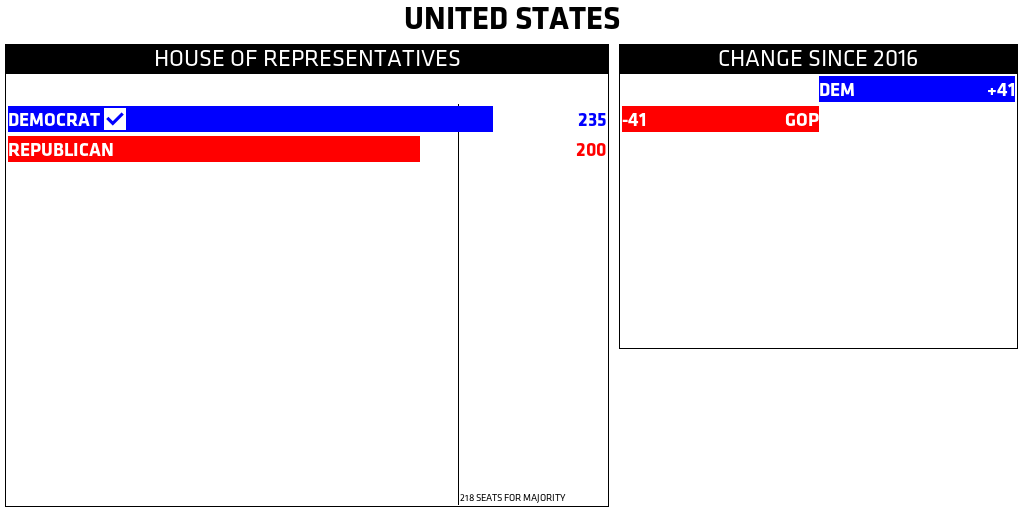 UNITED STATES
HOUSE OF REPRESENTATIVES
DEMOCRAT 235
REPUBLICAN 200
218 SEATS FOR MAJORITY
CHANGE SINCE 2016
DEM +41
-41 GOP